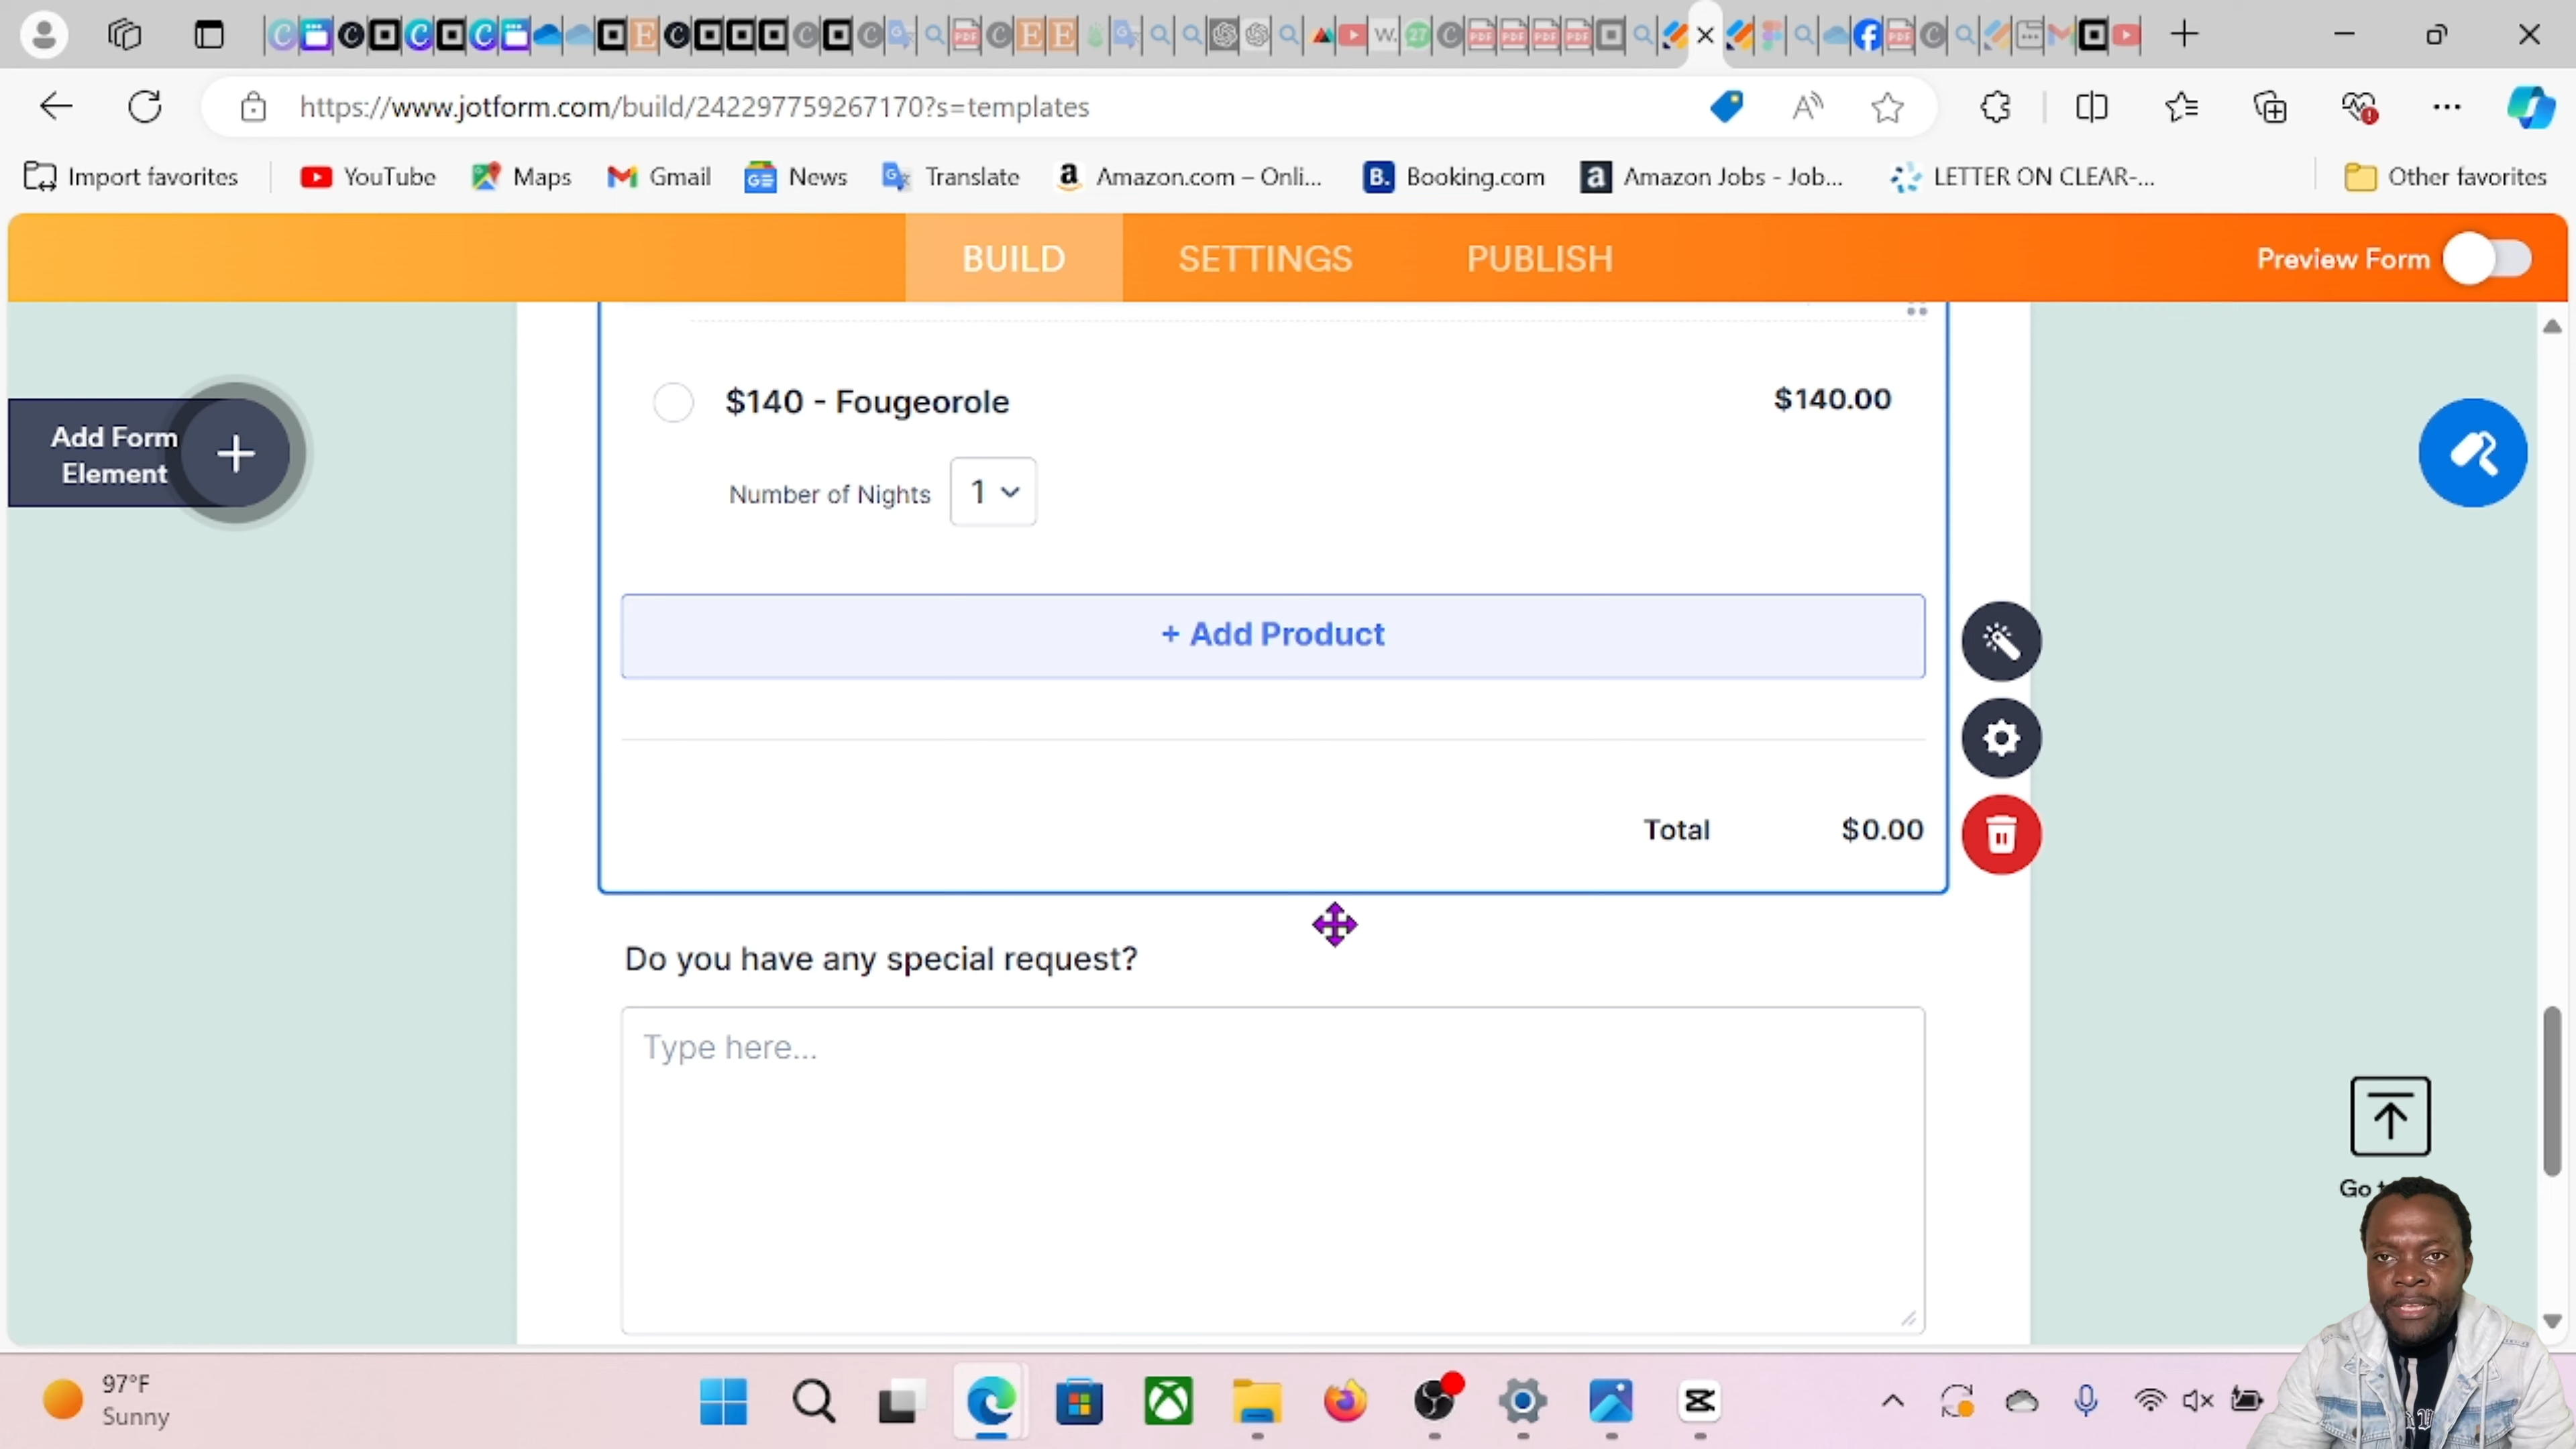 https://www.jotform.com/build/242297759267170?s=templates
Import favorites
YouTube
Maps
Gmail
News
Translate
Amazon.com – Onli...
Booking.com
Amazon Jobs - Job...
LETTER ON CLEAR-...
Other favorites
BUILD
SETTINGS
PUBLISH
Preview Form
Add Form
Element
$140 - Fougeorole
$140.00
Number of Nights
1
+ Add Product
Total
$0.00
Do you have any special request?
Type here...
Go
97°F
Sunny